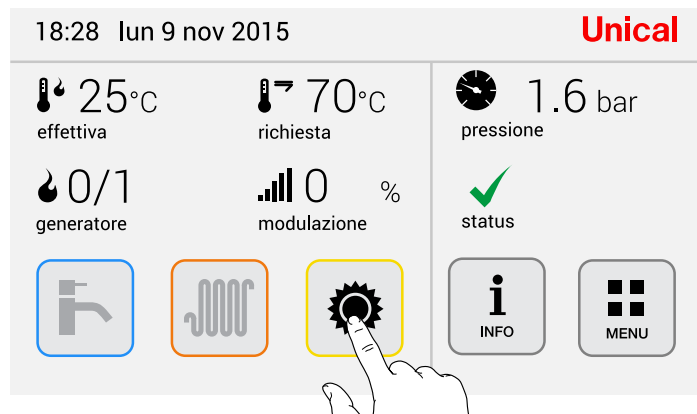 18:28 lun 9 nov 2015
Unical
25°C
effettiva
70°C
richiesta
1.6 bar
pressione
0/1
generatore
0 %
modulazione
status
INFO
MENU